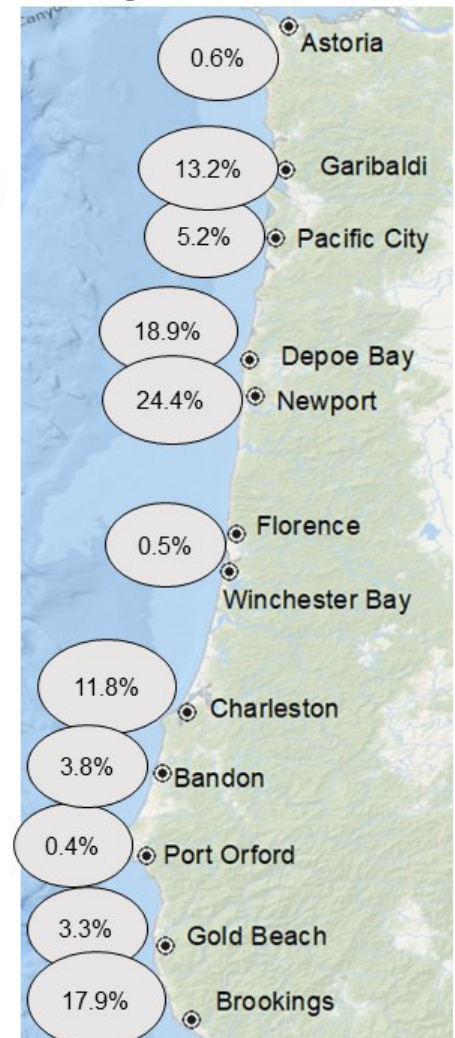 Canyon
Astoria
0.6%
13.2%
Garibaldi
5.2%
Pacific City
18.9%
Depoe Bay
24.4%
Newport
Florence
0.5%
Winchester Bay
11.8%
Charleston
3.8%
Bandon
0.4%
Port Orford
3.3%
Gold Beach
17.9%
Brookings